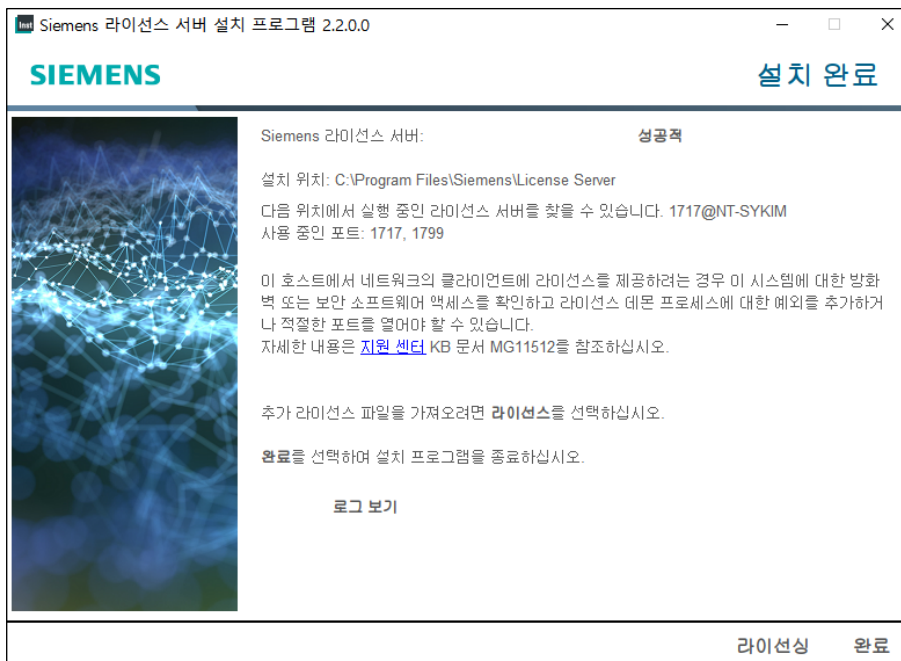 Inst Siemens 라이선스 서버 설치 프로그램 2.2.0.0
SIEMENS
설치 완료
Siemens 라이선스 서버: 성공적
설치 위치: C:\Program Files\Siemens\License Server
다음 위치에서 실행 중인 라이선스 서버를 찾을 수 있습니다. 1717@NT-SYKIM
사용 중인 포트: 1717, 1799
이 호스트에서 네트워크의 클라이언트에 라이선스를 제공하려는 경우 이 시스템에 대한 방화
벽 또는 보안 소프트웨어 액세스를 확인하고 라이선스 데몬 프로세스에 대한 예외를 추가하거
나 적절한 포트를 열어야 할 수 있습니다.
자세한 내용은 지원 센터 KB 문서 MG11512를 참조하십시오.
추가 라이선스 파일을 가져오려면 라이선스를 선택하십시오.
완료를 선택하여 설치 프로그램을 종료하십시오.
로그 보기
라이선싱 완료